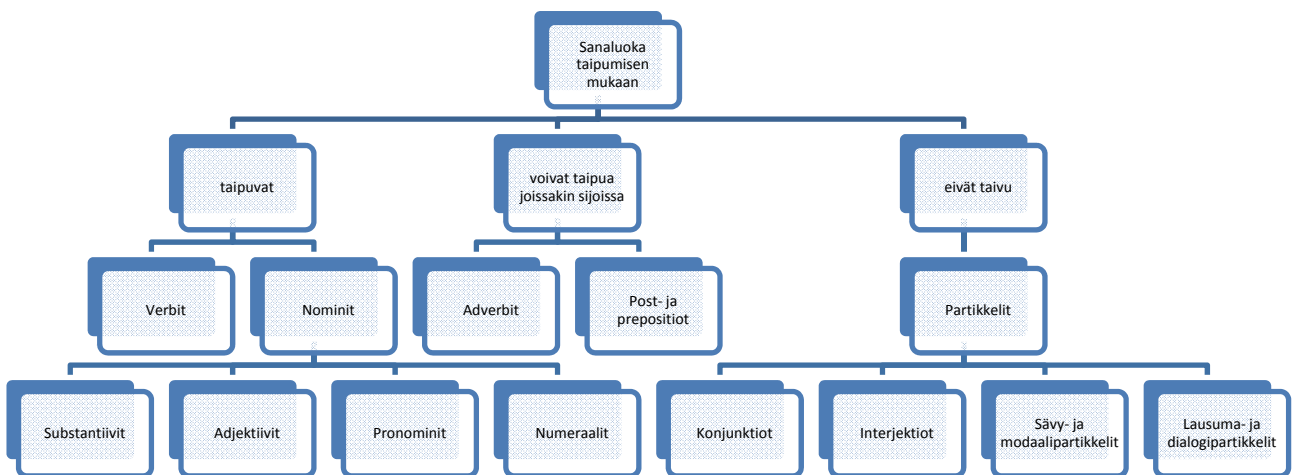 Sanaluoka
taipumisen
mukaan
taipuvat
voivat taipua
joissakin sijoissa
eivät taivu
Verbit
Nominit
Adverbit
Post- ja
prepositiot
Partikkelit
Substantiivit
Adjektiivit
Pronominit
Numeraalit
Konjunktiot
Interjektiot
Sävy- ja
modaalipartikkelit
Lausuma- ja
dialogipartikkelit